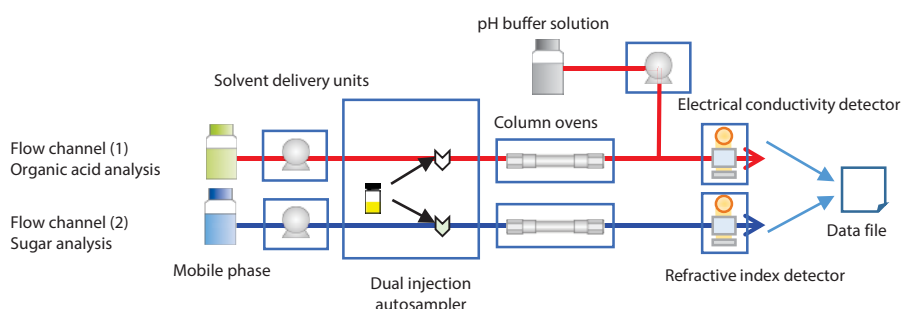 pH buffer solution
Solvent delivery units
Electrical conductivity detector
Column ovens
Flow channel (1)
Organic acid analysis
Flow channel (2)
Sugar analysis
Data file
Mobile phase
Refractive index detector
Dual injection
autosampler